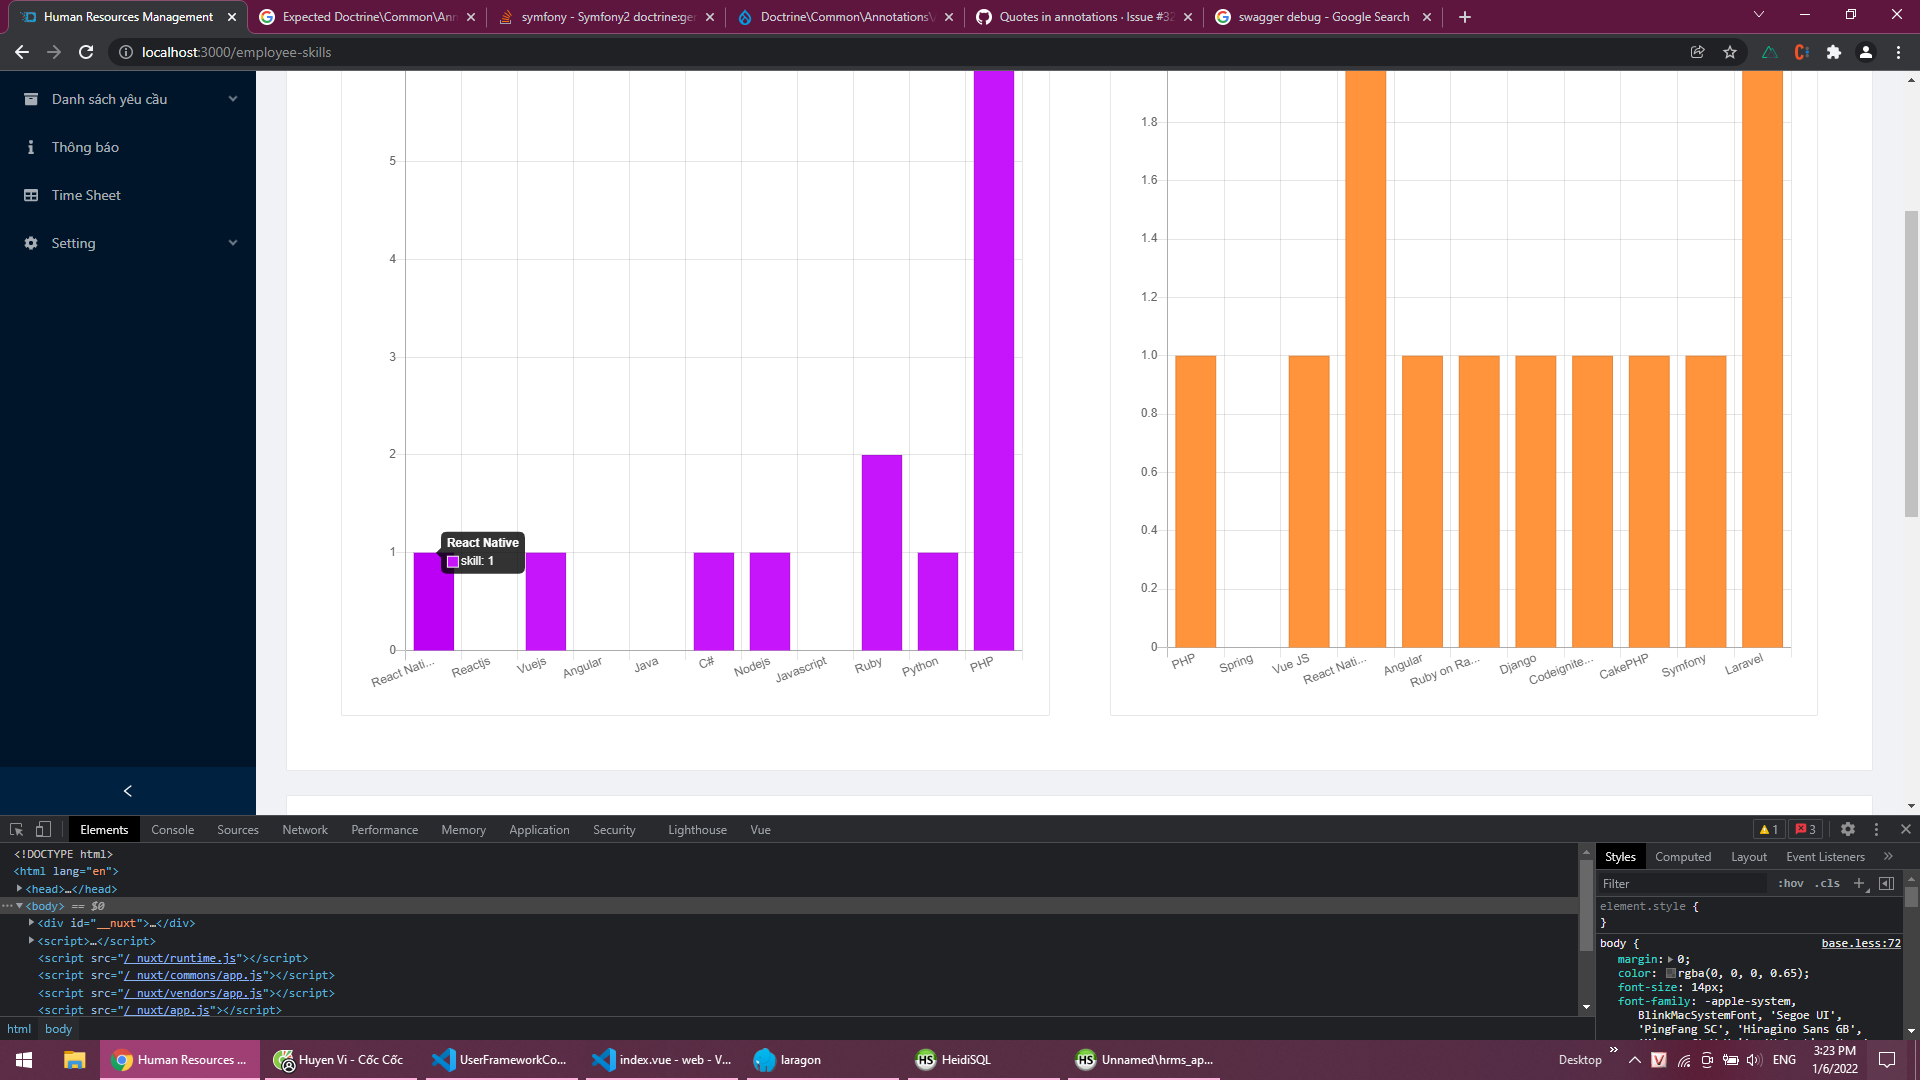 Human Resources Management
Expected Doctrine\Common\Ann
symfony - Symfony2 doctrine:ge
Doctrine\Common\Annotations\
Quotes in annotations · Issue #32
swagger debug - Google Search
localhost:3000/employee-skills
Danh sách yêu cầu
Thông báo
Time Sheet
Setting
5
4
3
2
1
0
React Native
skill: 1
React Nati...
Reactjs
Vuejs
Angular
Java
C#
Nodejs
Javascript
Ruby
Python
PHP
1.8
1.6
1.4
1.2
1.0
0.8
0.6
0.4
0.2
0
PHP
Spring
Vue JS
React Nati...
Angular
Ruby on Ra...
Django
Codeignite...
CakePHP
Symfony
Laravel
Elements
Console
Sources
Network
Performance
Memory
Application
Security
Lighthouse
Vue
1
3
<!DOCTYPE html>
<html lang="en">
<head>…</head>
<body> == $0
<div id="__nuxt">…</div>
<script>…</script>
<script src="/_nuxt/runtime.js"></script>
<script src="/_nuxt/commons/app.js"></script>
<script src="/_nuxt/vendors/app.js"></script>
<script src="/_nuxt/app.js"></script>
html body
Styles
Computed
Layout
Event Listeners
Filter
:hov .cls
element.style {
}
body {
base.less:72
margin: 0;
color: rgba(0, 0, 0, 0.65);
font-size: 14px;
font-family: -apple-system,
BlinkMacSystemFont, 'Segoe UI',
'PingFang SC', 'Hiragino Sans GB',
Human Resources ...
Huyen Vi - Cốc Cốc
UserFrameworkCo...
index.vue - web - V...
laragon
HeidiSQL
Unnamed\hrms_ap...
Desktop
ENG
3:23 PM
1/6/2022